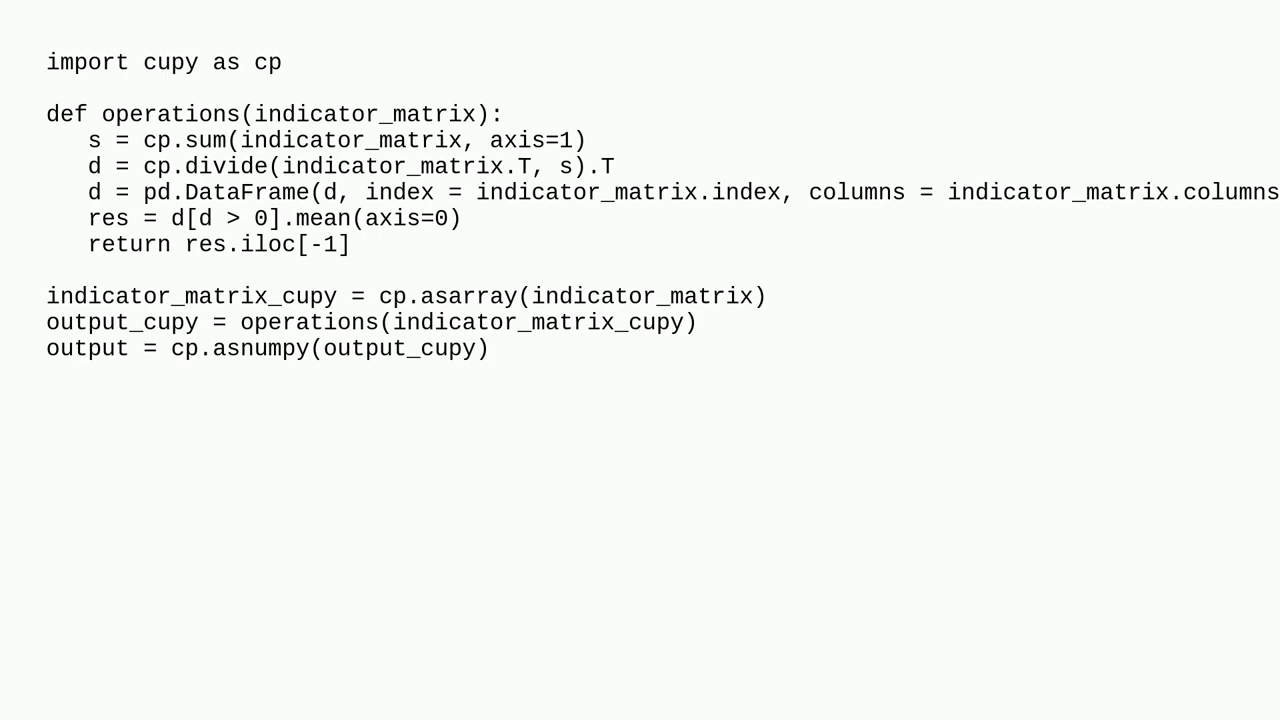 import cupy as cp
def operations(indicator_matrix):
s = cp.sum(indicator_matrix, axis=1)
d = cp.divide(indicator_matrix.T, s).T
d = pd.DataFrame(d, index = indicator_matrix.index, columns = indicator_matrix.columns
res = d[d > 0].mean(axis=0)
return res.iloc[-1]
indicator_matrix_cupy = cp.asarray(indicator_matrix)
output_cupy = operations(indicator_matrix_cupy)
output = cp.asnumpy(output_cupy)